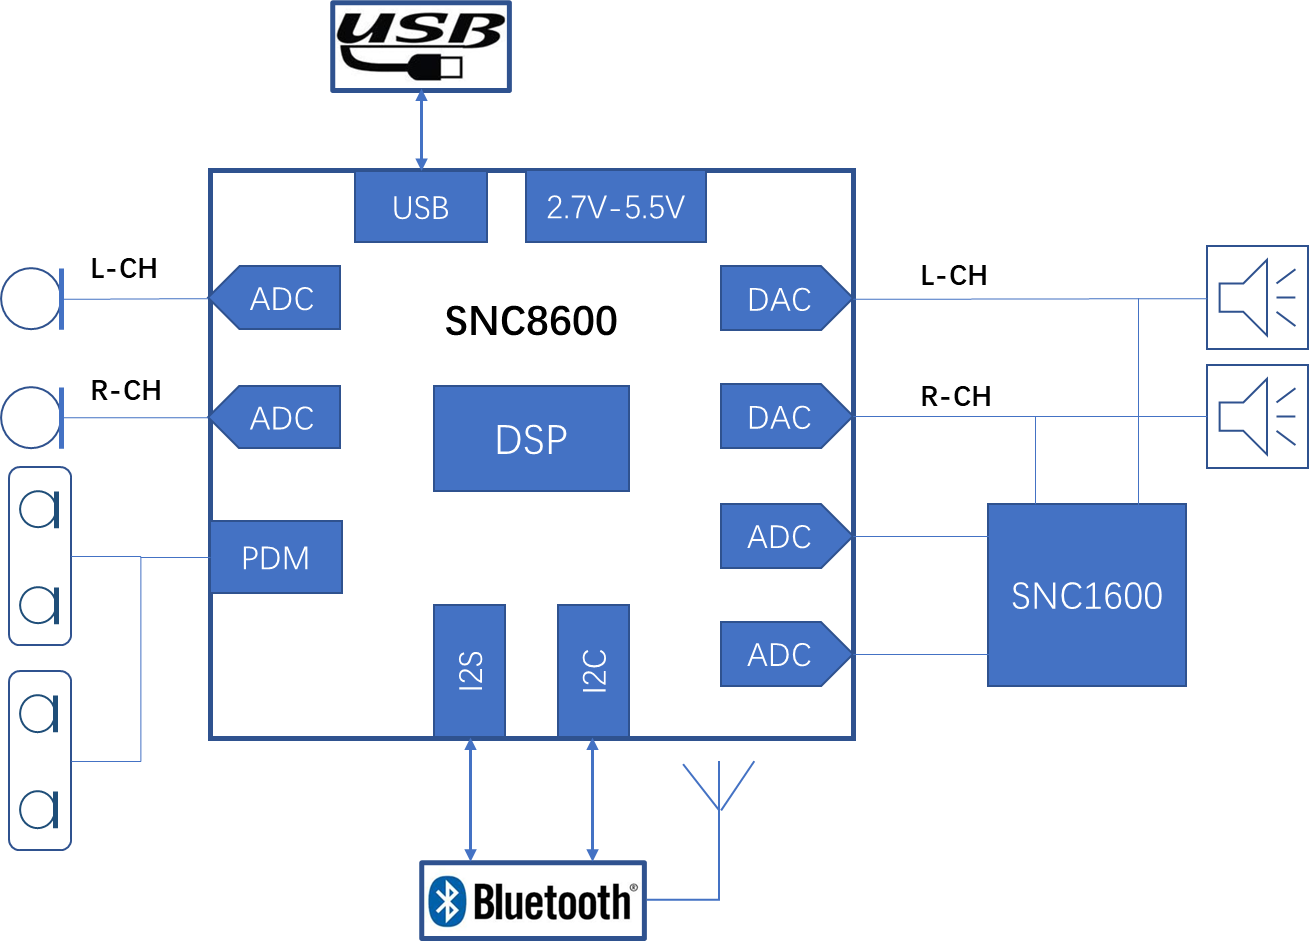 USB
USB
2.7V-5.5V
L-CH
ADC
SNC8600
DAC
L-CH
R-CH
ADC
DSP
DAC
R-CH
PDM
ADC
SNC1600
I2S
I2C
ADC
Bluetooth®